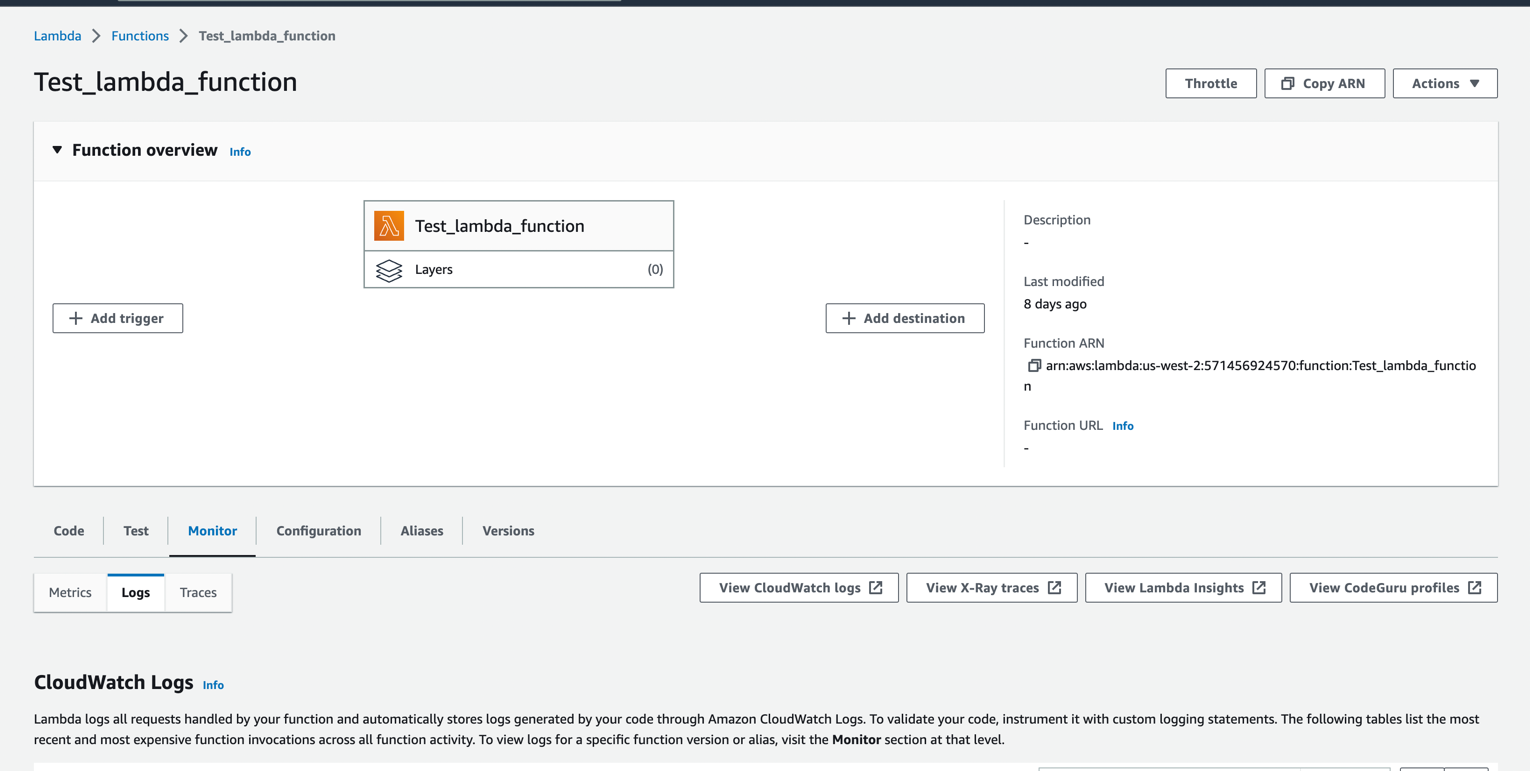 Lambda > Functions > Test_lambda_function
Test_lambda_function
Throttle
Copy ARN
Actions
Function overview Info
Test_lambda_function
Layers (0)
Add trigger
Add destination
Description
-
Last modified
8 days ago
Function ARN
arn:aws:lambda:us-west-2:571456924570:function:Test_lambda_functio
n
Function URL Info
-
Code Test Monitor Configuration Aliases Versions
Metrics Logs Traces
View CloudWatch logs
View X-Ray traces
View Lambda Insights
View CodeGuru profiles
CloudWatch Logs Info
Lambda logs all requests handled by your function and automatically stores logs generated by your code through Amazon CloudWatch Logs. To validate your code, instrument it with custom logging statements. The following tables list the most
recent and most expensive function invocations across all function activity. To view logs for a specific function version or alias, visit the Monitor section at that level.